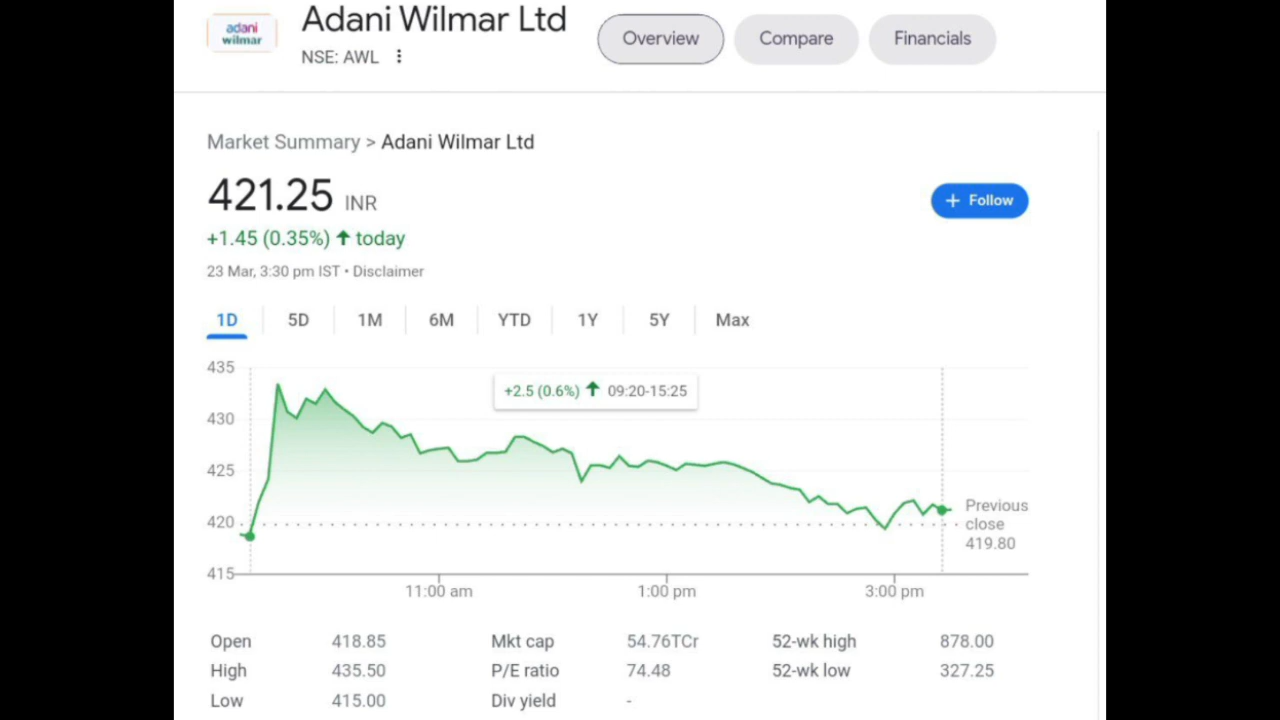 adani
wilmar
Adani Wilmar Ltd
NSE: AWL
Overview
Compare
Financials
Market Summary > Adani Wilmar Ltd
421.25 INR
+ Follow
+1.45 (0.35%) ↑ today
23 Mar, 3:30 pm IST • Disclaimer
1D 5D 1M 6M YTD 1Y 5Y Max
435
+2.5 (0.6%) ↑ 09:20-15:25
430
425
420
415
Previous
close
419.80
11:00 am 1:00 pm 3:00 pm
Open 418.85 Mkt cap 54.76TCr 52-wk high 878.00
High 435.50 P/E ratio 74.48 52-wk low 327.25
Low 415.00 Div yield -